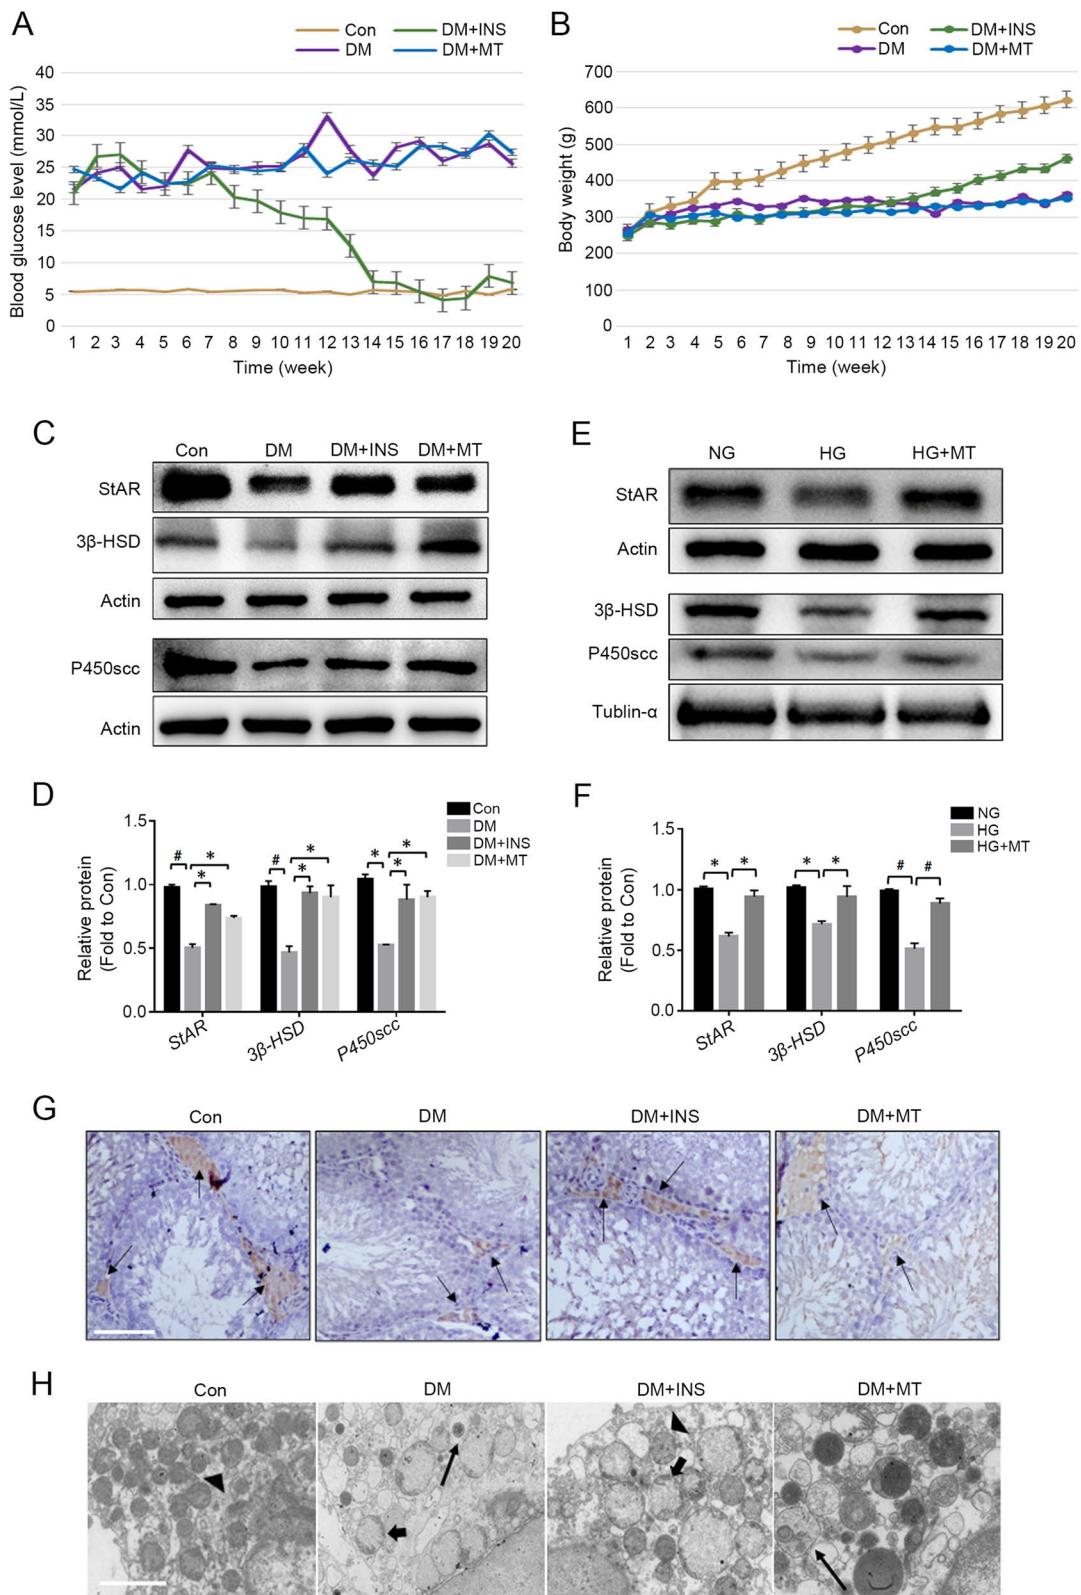 A
Con DM+INS
DM DM+MT
Blood glucose level (mmol/L)
40
35
30
25
20
15
10
5
0
1 2 3 4 5 6 7 8 9 10 11 12 13 14 15 16 17 18 19 20
Time (week)
B
Con DM+INS
DM DM+MT
Body weight (g)
700
600
500
400
300
200
100
0
1 2 3 4 5 6 7 8 9 10 11 12 13 14 15 16 17 18 19 20
Time (week)
C
Con DM DM+INS DM+MT
StAR
3β-HSD
Actin
P450scc
Actin
E
NG HG HG+MT
StAR
Actin
3β-HSD
P450scc
Tublin-α
D
Con
DM
DM+INS
DM+MT
Relative protein
(Fold to Con)
1.5
1.0
0.5
0.0
# * *
# * *
* * *
StAR 3β-HSD P450scc
F
NG
HG
HG+MT
Relative protein
(Fold to Con)
1.5
1.0
0.5
0.0
* * * * # #
StAR 3β-HSD P450scc
G
Con DM DM+INS DM+MT
H
Con DM DM+INS DM+MT